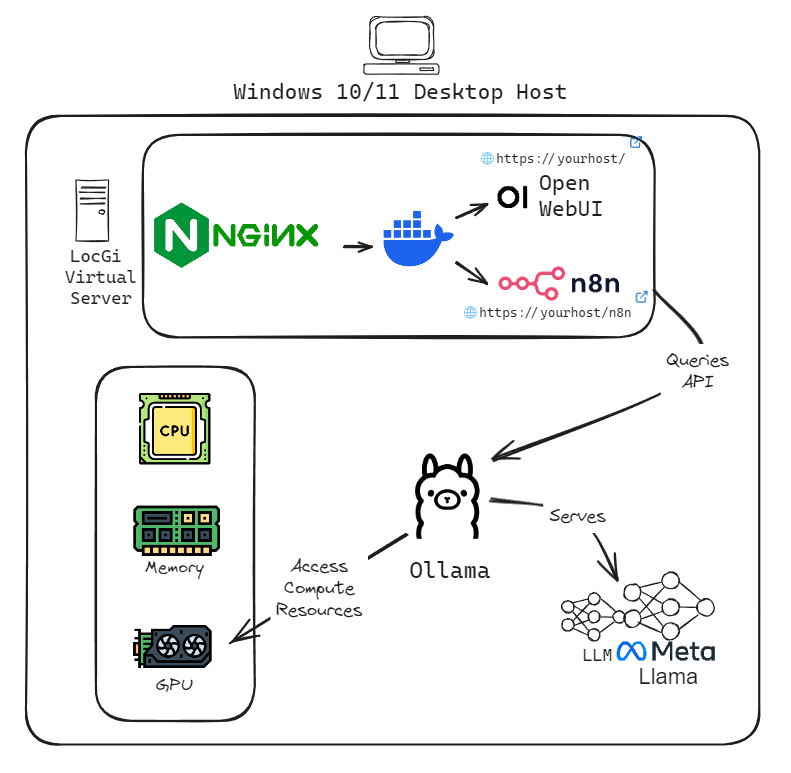 Windows 10/11 Desktop Host
https://yourhost/
Open
WebUI
NGINX
LocGi
Virtual
Server
n8n
https://yourhost/n8n
Queries
API
CPU
Memory
GPU
Access
Compute
Resources
Ollama
Serves
LLM Meta
Llama